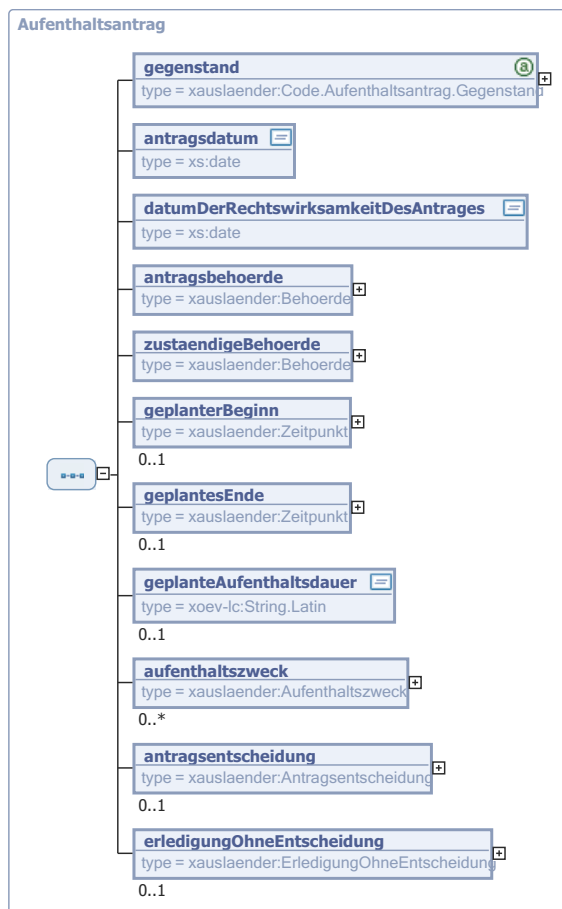 Aufenthaltsantrag
gegenstand
type = xauslaender:Code.Aufenthaltsantrag.Gegenstand
antragsdatum
type = xs:date
datumDerRechtswirksamkeitDesAntrages
type = xs:date
antragsbehoerde
type = xauslaender:Behoerde
zustaendigeBehoerde
type = xauslaender:Behoerde
geplanterBeginn
type = xauslaender:Zeitpunkt
0..1
geplantesEnde
type = xauslaender:Zeitpunkt
0..1
geplanteAufenthaltsdauer
type = xoev-lc:String.Latin
0..1
aufenthaltszweck
type = xauslaender:Aufenthaltszweck
0..*
antragsentscheidung
type = xauslaender:Antragsentscheidung
0..1
erledigungOhneEntscheidung
type = xauslaender:ErledigungOhneEntscheidung
0..1